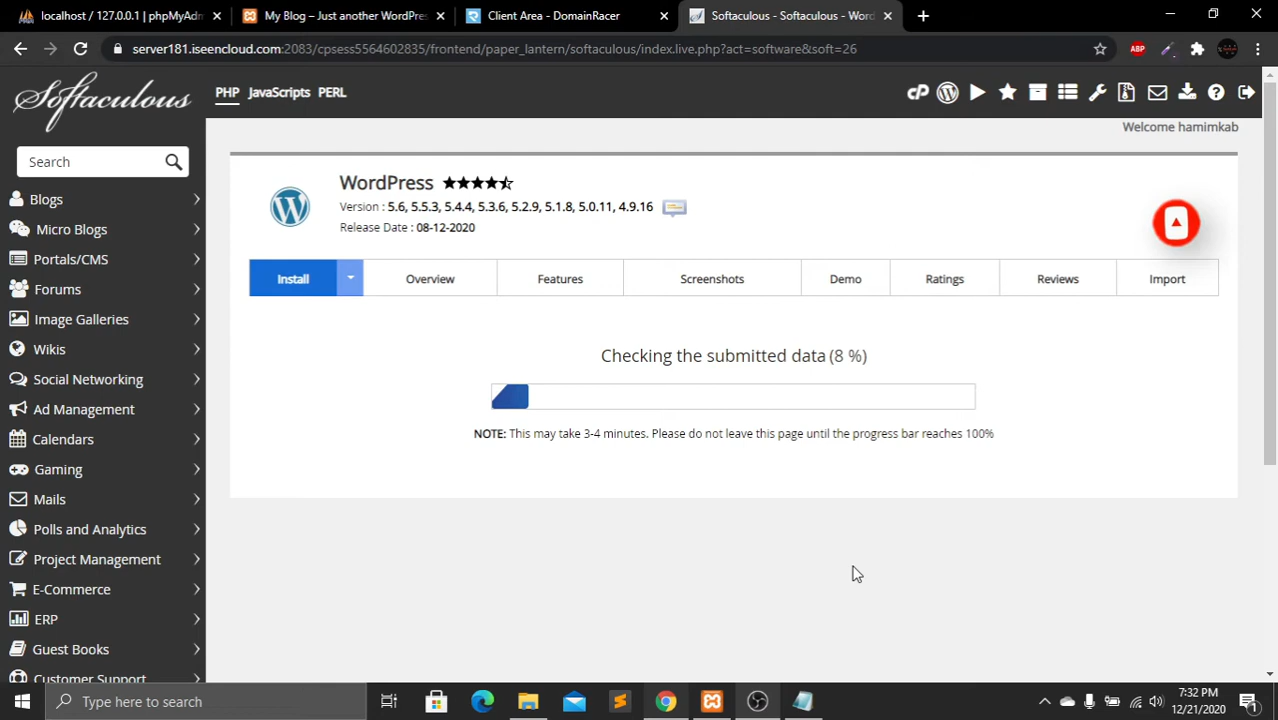 localhost / 127.0.0.1 | phpMyAdm
My Blog – Just another WordPres
Client Area - DomainRacer
Softaculous - Softaculous - Word
server181.iseencloud.com:2083/cpsess5564602835/frontend/paper_lantern/softaculous/index.live.php?act=software&soft=26
ABP
Softaculous
PHP JavaScripts PERL
cP
Welcome hamimkab
Search
Blogs
Micro Blogs
Portals/CMS
Forums
Image Galleries
Wikis
Social Networking
Ad Management
Calendars
Gaming
Mails
Polls and Analytics
Project Management
E-Commerce
ERP
Guest Books
Customer Support
WordPress
Version : 5.6, 5.5.3, 5.4.4, 5.3.6, 5.2.9, 5.1.8, 5.0.11, 4.9.16
Release Date : 08-12-2020
Install
Overview
Features
Screenshots
Demo
Ratings
Reviews
Import
Checking the submitted data (8 %)
NOTE: This may take 3-4 minutes. Please do not leave this page until the progress bar reaches 100%
Type here to search
7:32 PM
12/21/2020
1